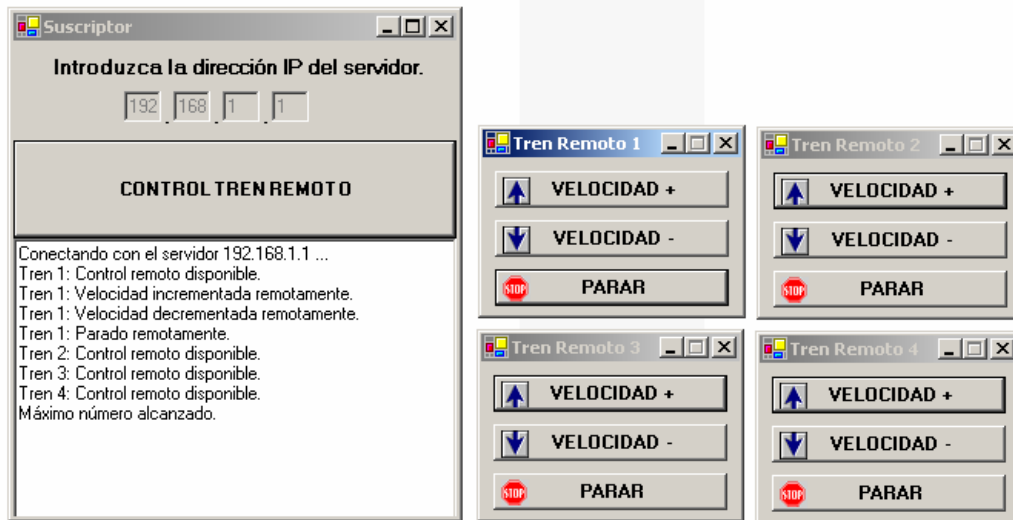 Suscriptor
Introduzca la dirección IP del servidor.
192 . 168 . 1 . 1
CONTROL TREN REMOTO
Conectando con el servidor 192.168.1.1 ...
Tren 1: Control remoto disponible.
Tren 1: Velocidad incrementada remotamente.
Tren 1: Velocidad decrementada remotamente.
Tren 1: Parado remotamente.
Tren 2: Control remoto disponible.
Tren 3: Control remoto disponible.
Tren 4: Control remoto disponible.
Máximo número alcanzado.
Tren Remoto 1
VELOCIDAD +
VELOCIDAD -
STOP PARAR
Tren Remoto 2
VELOCIDAD +
VELOCIDAD -
STOP PARAR
Tren Remoto 3
VELOCIDAD +
VELOCIDAD -
STOP PARAR
Tren Remoto 4
VELOCIDAD +
VELOCIDAD -
STOP PARAR